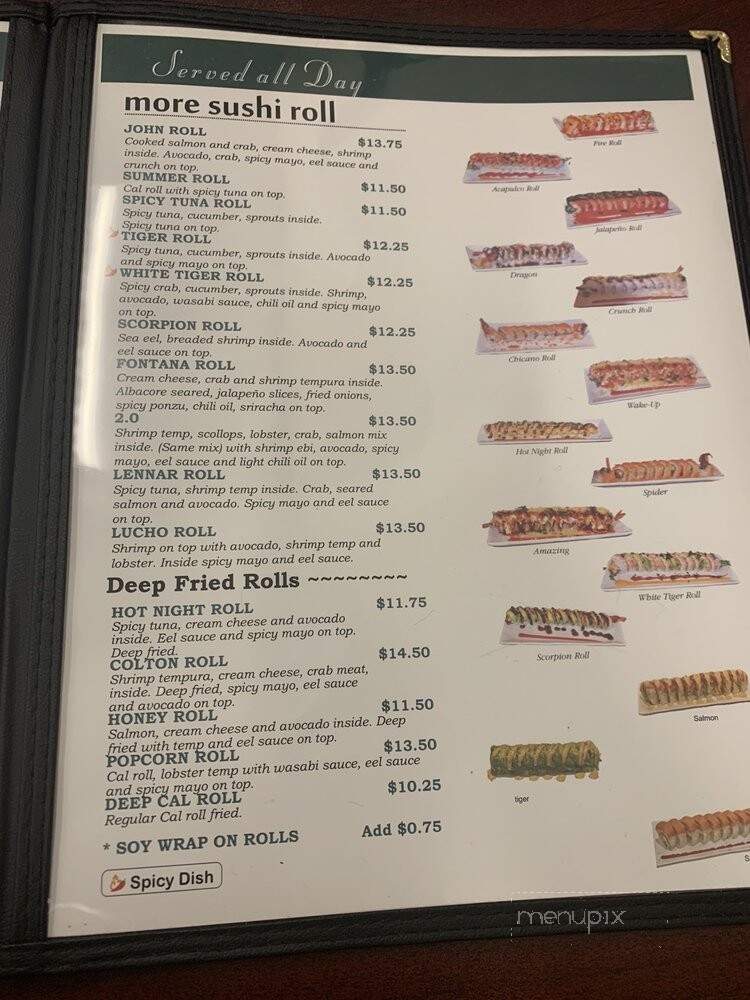 Served all Day
more sushi roll
JOHN ROLL $13.75
Cooked salmon and crab, cream cheese, shrimp
inside. Avocado, crab, spicy mayo, eel sauce and
crunch on top.
SUMMER ROLL $11.50
Cal roll with spicy tuna on top.
SPICY TUNA ROLL $11.50
Spicy tuna, cucumber, sprouts inside.
Spicy tuna on top.
TIGER ROLL $12.25
Spicy tuna, cucumber, sprouts inside. Avocado
and spicy mayo on top.
WHITE TIGER ROLL $12.25
Spicy crab, cucumber, sprouts inside. Shrimp,
avocado, wasabi sauce, chili oil and spicy mayo
on top.
SCORPION ROLL $12.25
Sea eel, breaded shrimp inside. Avocado and
eel sauce on top.
FONTANA ROLL $13.50
Cream cheese, crab and shrimp tempura inside.
Albacore seared, jalapeño slices, fried onions,
spicy ponzu, chili oil, sriracha on top.
2.0 $13.50
Shrimp temp, scollops, lobster, crab, salmon mix
inside. (Same mix) with shrimp ebi, avocado, spicy
mayo, eel sauce and light chili oil on top.
LENNAR ROLL $13.50
Spicy tuna, shrimp temp inside. Crab, seared
salmon and avocado. Spicy mayo and eel sauce
on top.
LUCHO ROLL $13.50
Shrimp on top with avocado, shrimp temp and
lobster. Inside spicy mayo and eel sauce.
Deep Fried Rolls ~~~~~~~~
HOT NIGHT ROLL $11.75
Spicy tuna, cream cheese and avocado
inside. Eel sauce and spicy mayo on top.
Deep fried.
COLTON ROLL $14.50
Shrimp tempura, cream cheese, crab meat,
inside. Deep fried, spicy mayo, eel sauce
and avocado on top.
HONEY ROLL $11.50
Salmon, cream cheese and avocado inside. Deep
fried with temp and eel sauce on top.
POPCORN ROLL $13.50
Cal roll, lobster temp with wasabi sauce, eel sauce
and spicy mayo on top.
DEEP CAL ROLL $10.25
Regular Cal roll fried.
* SOY WRAP ON ROLLS Add $0.75
Spicy Dish
Fire Roll
Acapulco Roll
Jalapeño Roll
Dragon
Crunch Roll
Chicano Roll
Wake-Up
Hot Night Roll
Spider
Amazing
White Tiger Roll
Scorpion Roll
Salmon
tiger
S
menupix